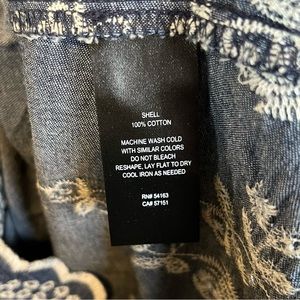 SHELL
100% COTTON
MACHINE WASH COLD
WITH SIMILAR COLORS
DO NOT BLEACH
RESHAPE, LAY FLAT TO DRY
COOL IRON AS NEEDED
RN# 54163
CA# 57151